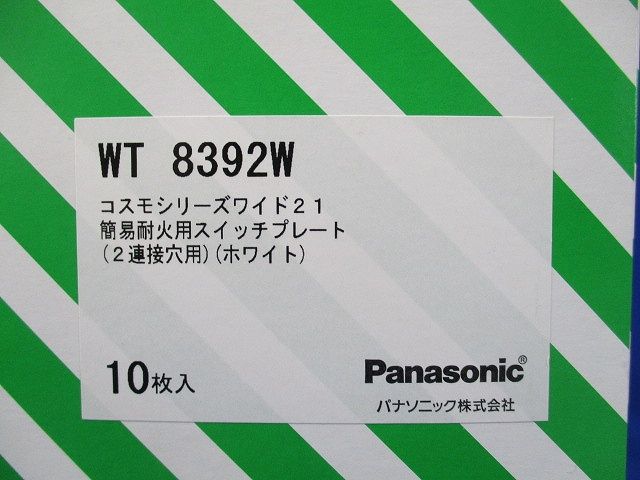 WT 8392W
コスモシリーズワイド21
簡易耐火用スイッチプレート
(2連接穴用)(ホワイト)
10枚入
Panasonic®
パナソニック株式会社